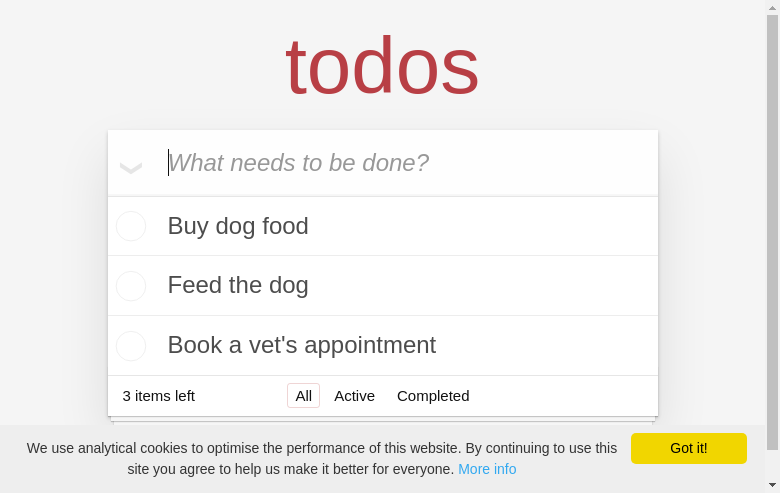 todos
What needs to be done?
Buy dog food
Feed the dog
Book a vet's appointment
3 items left All Active Completed
We use analytical cookies to optimise the performance of this website. By continuing to use this
site you agree to help us make it better for everyone. More info
Got it!